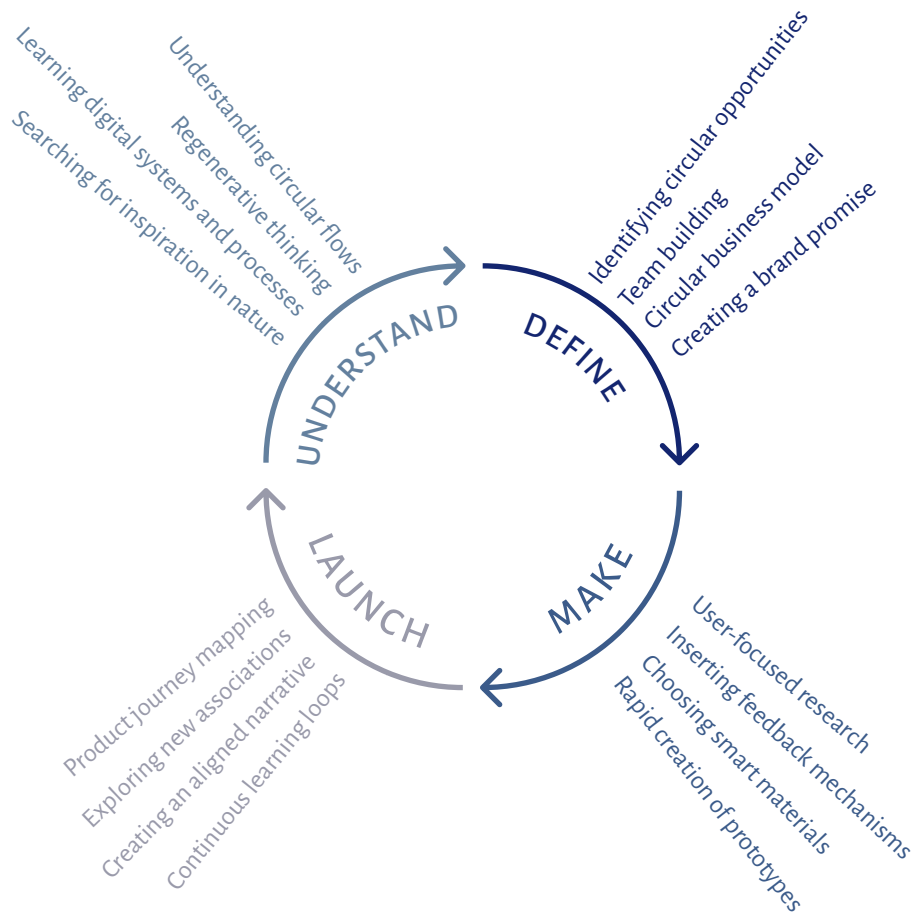 Understanding circular flows
Regenerative thinking
Learning digital systems and processes
Searching for inspiration in nature
UNDERSTAND
Identifying circular opportunities
Team building
Circular business model
Creating a brand promise
DEFINE
User-focused research
Inserting feedback mechanisms
Choosing smart materials
Rapid creation of prototypes
MAKE
Product journey mapping
Exploring new associations
Creating an aligned narrative
Continuous learning loops
LAUNCH